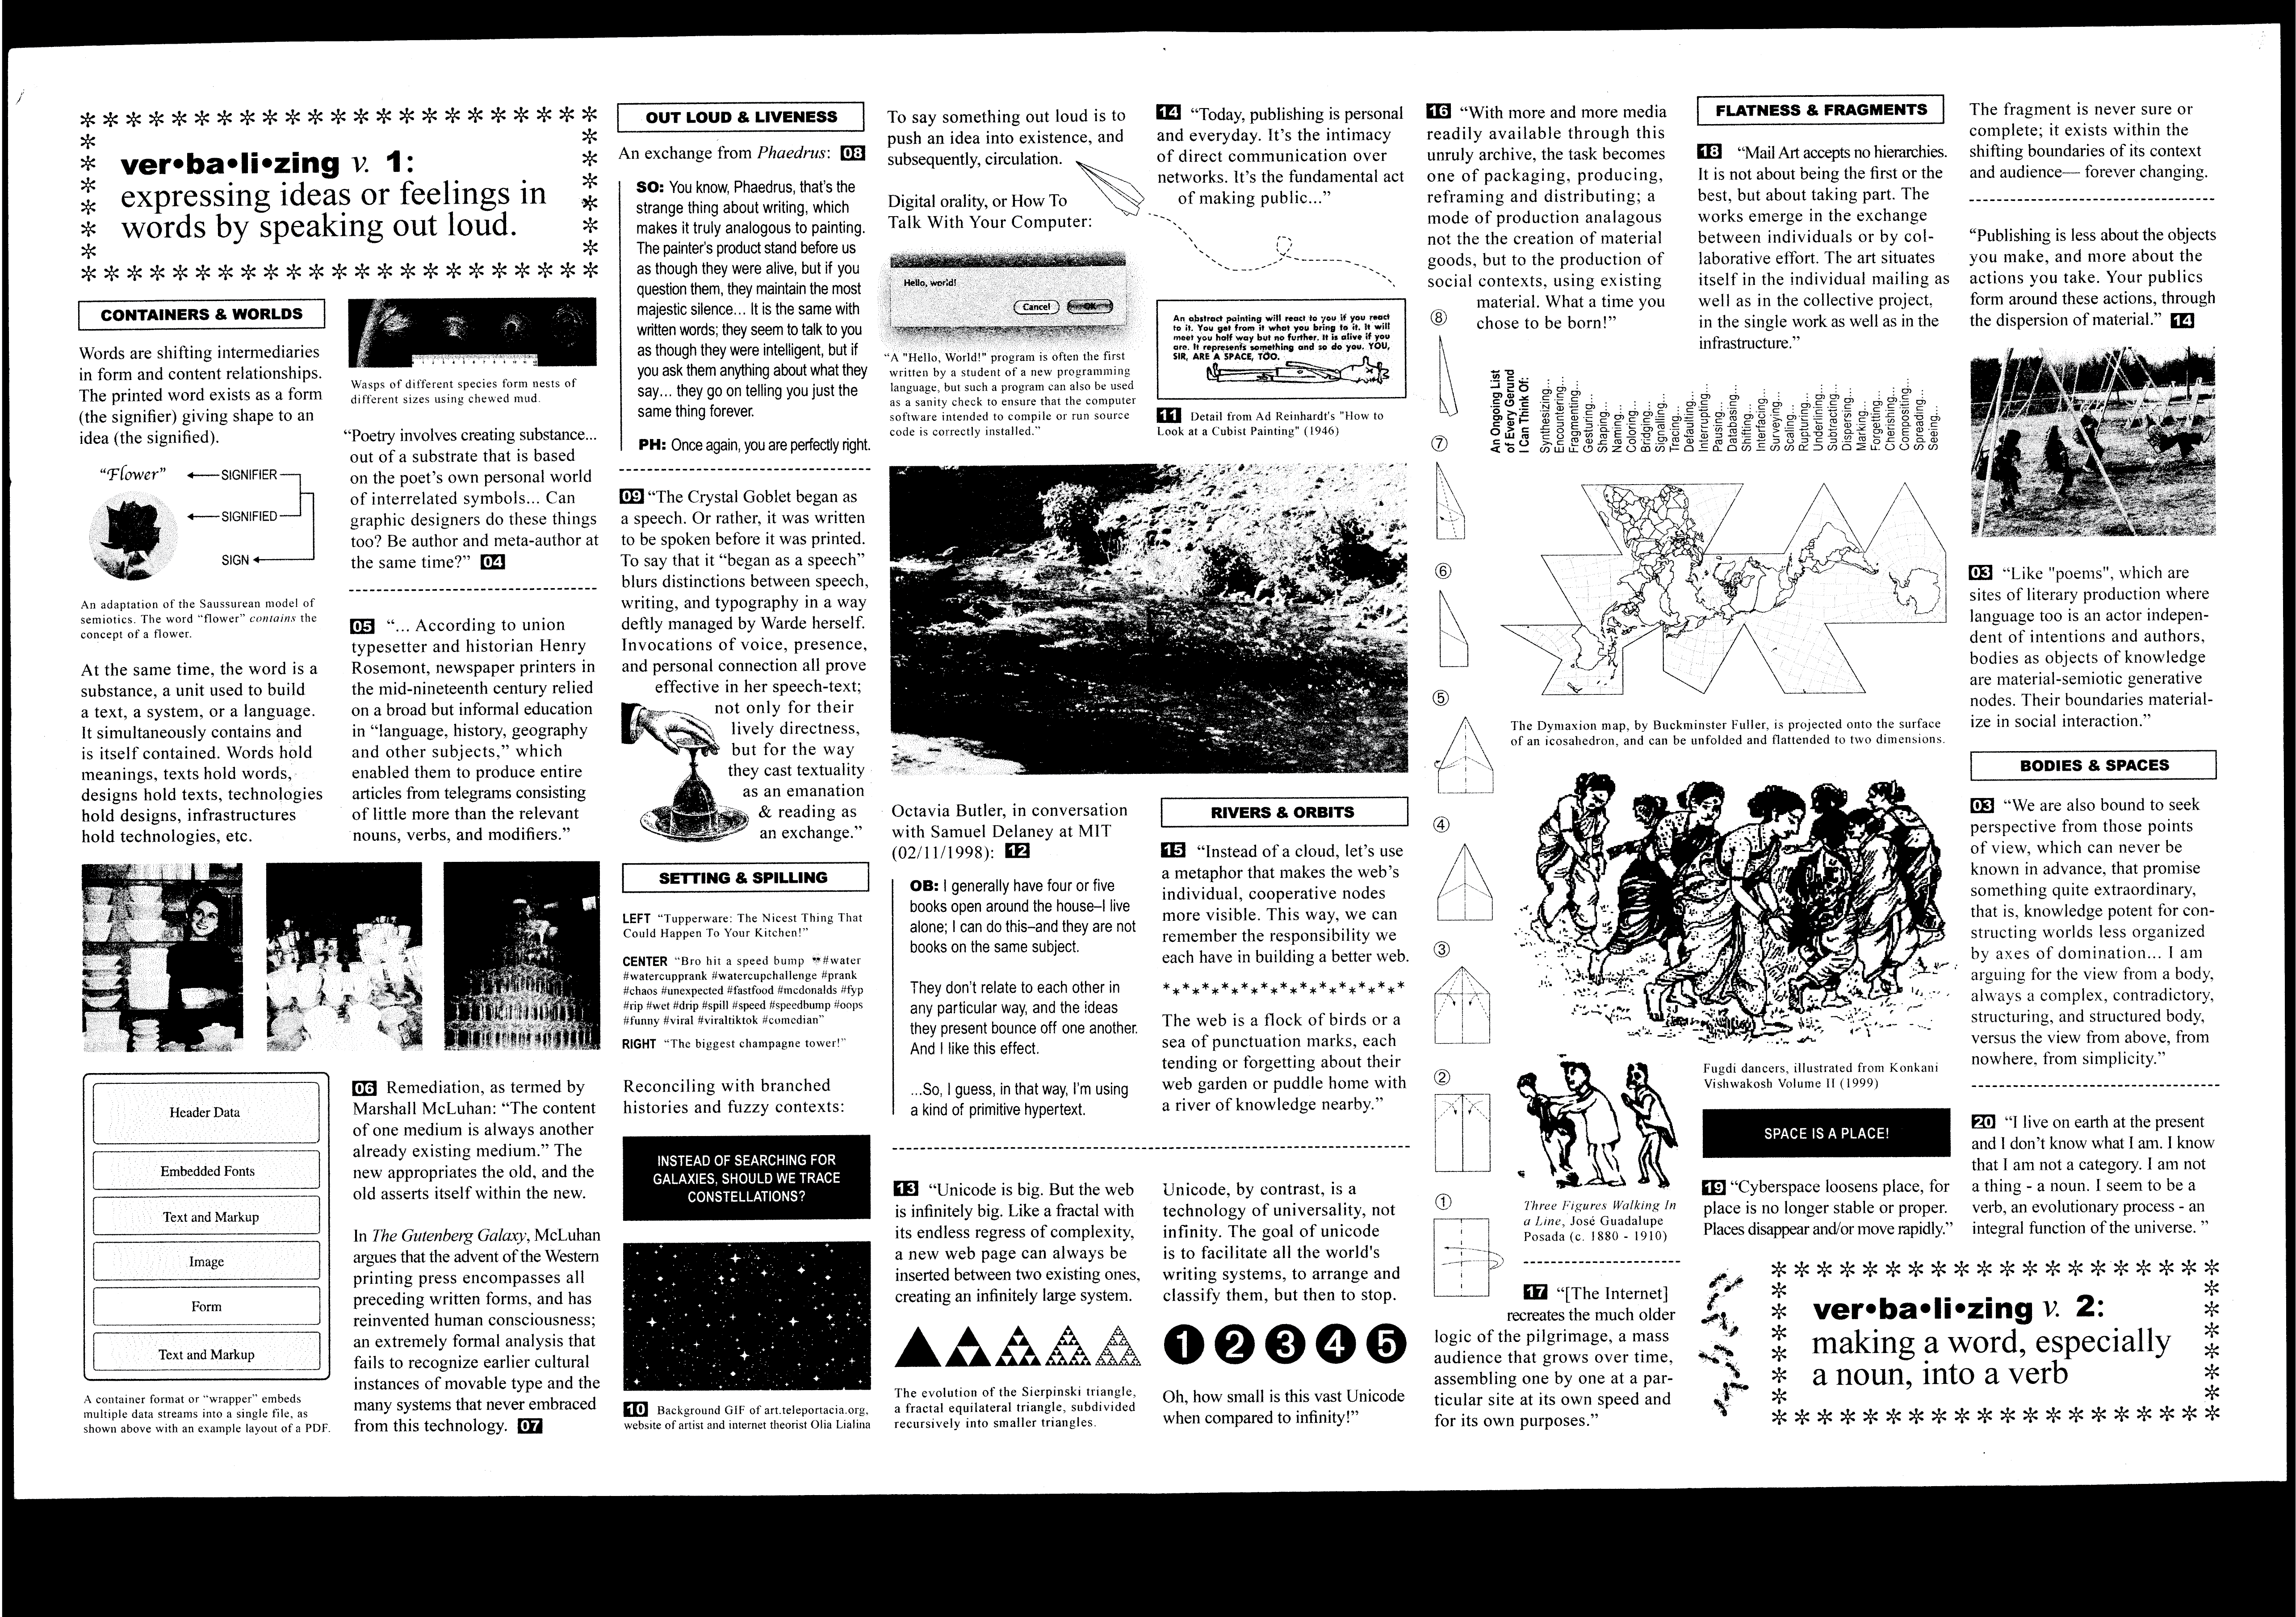 ver•ba•li•zing v. 1:
expressing ideas or feelings in
words by speaking out loud.
CONTAINERS & WORLDS
Words are shifting intermediaries
in form and content relationships.
The printed word exists as a form
(the signifier) giving shape to an
idea (the signified).
“Flower”
SIGNIFIER
SIGNIFIED
SIGN
An adaptation of the Saussurean model of
semiotics. The word “flower” contains the
concept of a flower.
At the same time, the word is a
substance, a unit used to build
a text, a system, or a language.
It simultaneously contains and
is itself contained. Words hold
meanings, texts hold words,
designs hold texts, technologies
hold designs, infrastructures
hold technologies, etc.
Wasps of different species form nests of
different sizes using chewed mud.
“Poetry involves creating substance...
out of a substrate that is based
on the poet's own personal world
of interrelated symbols... Can
graphic designers do these things
too? Be author and meta-author at
the same time?” 04
05 “... According to union
typesetter and historian Henry
Rosemont, newspaper printers in
the mid-nineteenth century relied
on a broad but informal education
in “language, history, geography
and other subjects,” which
enabled them to produce entire
articles from telegrams consisting
of little more than the relevant
nouns, verbs, and modifiers.”
Header Data
Embedded Fonts
Text and Markup
Image
Form
Text and Markup
A container format or “wrapper” embeds
multiple data streams into a single file, as
shown above with an example layout of a PDF.
06 Remediation, as termed by
Marshall McLuhan: “The content
of one medium is always another
already existing medium.” The
new appropriates the old, and the
old asserts itself within the new.
In The Gutenberg Galaxy, McLuhan
argues that the advent of the Western
printing press encompasses all
preceding written forms, and has
reinvented human consciousness;
an extremely formal analysis that
fails to recognize earlier cultural
instances of movable type and the
many systems that never embraced
from this technology. 07
OUT LOUD & LIVENESS
An exchange from Phaedrus: 08
SO: You know, Phaedrus, that's the
strange thing about writing, which
makes it truly analogous to painting.
The painter's product stand before us
as though they were alive, but if you
question them, they maintain the most
majestic silence... It is the same with
written words; they seem to talk to you
as though they were intelligent, but if
you ask them anything about what they
say... they go on telling you just the
same thing forever.
PH: Once again, you are perfectly right.
09 “The Crystal Goblet began as
a speech. Or rather, it was written
to be spoken before it was printed.
To say that it “began as a speech”
blurs distinctions between speech,
writing, and typography in a way
deftly managed by Warde herself.
Invocations of voice, presence,
and personal connection all prove
effective in her speech-text;
not only for their
lively directness,
but for the way
they cast textuality
as an emanation
& reading as
an exchange.”
SETTING & SPILLING
LEFT “Tupperware: The Nicest Thing That
Could Happen To Your Kitchen!”
CENTER “Bro hit a speed bump #water
#watercupprank #watercupchallenge #prank
#chaos #unexpected #fastfood #mcdonalds #fyp
#rip #wet #drip #spill #speed #speedbump #oops
#funny #viral #viraltiktok #comedian”
RIGHT “The biggest champagne tower!”
Reconciling with branched
histories and fuzzy contexts:
INSTEAD OF SEARCHING FOR
GALAXIES, SHOULD WE TRACE
CONSTELLATIONS?
10 Background GIF of art.teleportacia.org,
website of artist and internet theorist Olia Lialina
To say something out loud is to
push an idea into existence, and
subsequently, circulation.
Digital orality, or How To
Talk With Your Computer:
Hello, world!
Cancel
OK
“A "Hello, World!" program is often the first
written by a student of a new programming
language, but such a program can also be used
as a sanity check to ensure that the computer
software intended to compile or run source
code is correctly installed.”
14 “Today, publishing is personal
and everyday. It's the intimacy
of direct communication over
networks. It's the fundamental act
of making public...”
An abstract painting will react to you if you react
to it. You get from it what you bring to it. It will
meet you half way but no further. It is alive if you
are. It represents something and so do you. YOU,
SIR, ARE A SPACE, TOO.
11 Detail from Ad Reinhardt's "How to
Look at a Cubist Painting" (1946)
Octavia Butler, in conversation
with Samuel Delaney at MIT
(02/11/1998): 12
OB: I generally have four or five
books open around the house–I live
alone; I can do this–and they are not
books on the same subject.
They don't relate to each other in
any particular way, and the ideas
they present bounce off one another.
And I like this effect.
...So, I guess, in that way, I'm using
a kind of primitive hypertext.
RIVERS & ORBITS
15 “Instead of a cloud, let's use
a metaphor that makes the web's
individual, cooperative nodes
more visible. This way, we can
remember the responsibility we
each have in building a better web.
The web is a flock of birds or a
sea of punctuation marks, each
tending or forgetting about their
web garden or puddle home with
a river of knowledge nearby.”
13 “Unicode is big. But the web
is infinitely big. Like a fractal with
its endless regress of complexity,
a new web page can always be
inserted between two existing ones,
creating an infinitely large system.
The evolution of the Sierpinski triangle,
a fractal equilateral triangle, subdivided
recursively into smaller triangles.
Unicode, by contrast, is a
technology of universality, not
infinity. The goal of unicode
is to facilitate all the world's
writing systems, to arrange and
classify them, but then to stop.
1 2 3 4 5
Oh, how small is this vast Unicode
when compared to infinity!”
16 “With more and more media
readily available through this
unruly archive, the task becomes
one of packaging, producing,
reframing and distributing; a
mode of production analagous
not the the creation of material
goods, but to the production of
social contexts, using existing
material. What a time you
chose to be born!”
⑧
⑦
⑥
⑤
④
③
②
①
An Ongoing List
of Every Gerund
I Can Think Of:
Synthesizing...
Encountering...
Fragmenting...
Gesturing...
Shaping...
Naming...
Coloring...
Bridging...
Signaling...
Tracing...
Defaulting...
Interrupting...
Pausing...
Databasing...
Shifting...
Interfacing...
Surveying...
Scaling...
Rupturing...
Underlining...
Subtracting...
Dispersing...
Marking...
Forgetting...
Cherishing...
Compositing...
Spreading...
Seeing...
The Dymaxion map, by Buckminster Fuller, is projected onto the surface
of an icosahedron, and can be unfolded and flattended to two dimensions.
Fugdi dancers, illustrated from Konkani
Vishwakosh Volume II (1999)
Three Figures Walking In
a Line, José Guadalupe
Posada (c. 1880 - 1910)
17 “[The Internet]
recreates the much older
logic of the pilgrimage, a mass
audience that grows over time,
assembling one by one at a par-
ticular site at its own speed and
for its own purposes.”
FLATNESS & FRAGMENTS
18 “Mail Art accepts no hierarchies.
It is not about being the first or the
best, but about taking part. The
works emerge in the exchange
between individuals or by col-
laborative effort. The art situates
itself in the individual mailing as
well as in the collective project,
in the single work as well as in the
infrastructure.”
SPACE IS A PLACE!
19 “Cyberspace loosens place, for
place is no longer stable or proper.
Places disappear and/or move rapidly.”
The fragment is never sure or
complete; it exists within the
shifting boundaries of its context
and audience— forever changing.
“Publishing is less about the objects
you make, and more about the
actions you take. Your publics
form around these actions, through
the dispersion of material.” 14
03 “Like "poems", which are
sites of literary production where
language too is an actor indepen-
dent of intentions and authors,
bodies as objects of knowledge
are material-semiotic generative
nodes. Their boundaries material-
ize in social interaction.”
BODIES & SPACES
03 “We are also bound to seek
perspective from those points
of view, which can never be
known in advance, that promise
something quite extraordinary,
that is, knowledge potent for con-
structing worlds less organized
by axes of domination... I am
arguing for the view from a body,
always a complex, contradictory,
structuring, and structured body,
versus the view from above, from
nowhere, from simplicity.”
20 “I live on earth at the present
and I don't know what I am. I know
that I am not a category. I am not
a thing - a noun. I seem to be a
verb, an evolutionary process - an
integral function of the universe. ”
ver•ba•li•zing v. 2:
making a word, especially
a noun, into a verb